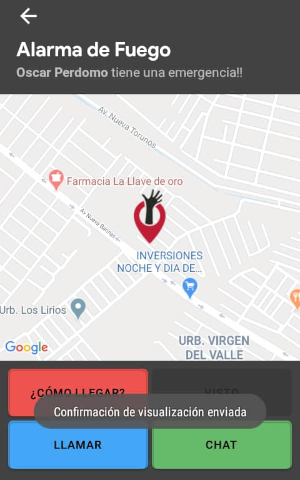 Alarma de Fuego
Oscar Perdomo tiene una emergencia!!
Av. Nueva Torunos
Farmacia La Llave de oro
Av Nueva Barinas
INVERSIONES
NOCHE Y DIA DE...
Urb. Los Lirios
URB. VIRGEN
DEL VALLE
Google
¿CÓMO LLEGAR?
VISTO
Confirmación de visualización enviada
LLAMAR
CHAT